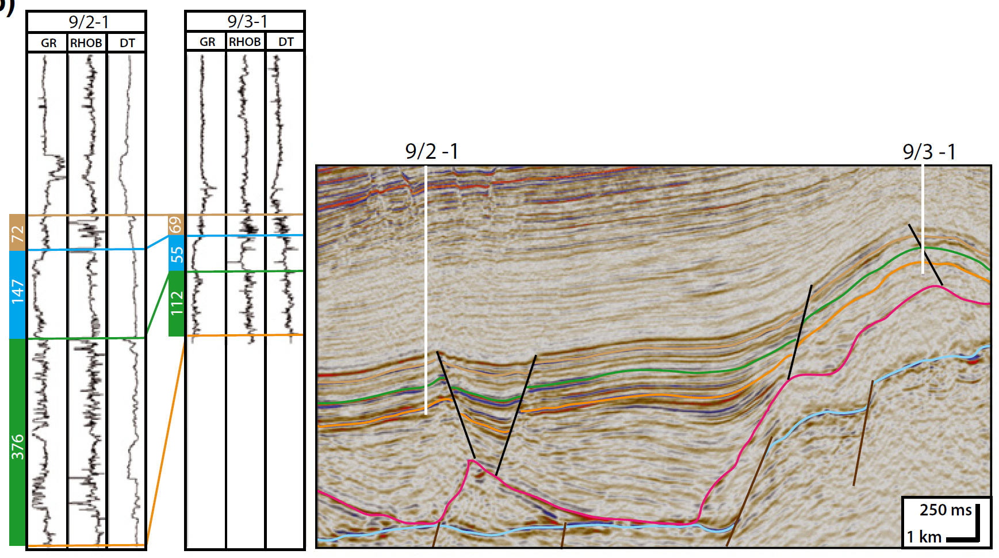 b)
9/2-1
GR RHOB DT
9/3-1
GR RHOB DT
72
147
376
69
55
112
9/2 -1
9/3 -1
250 ms
1 km